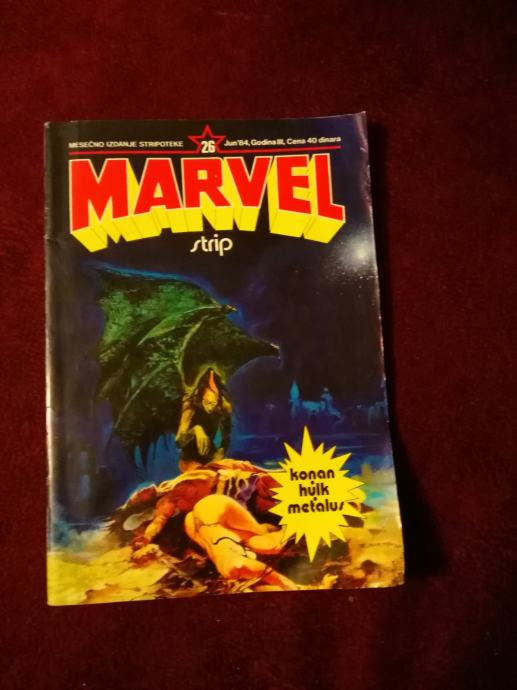 MESEČNO IZDANJE STRIPOTEKE 26 Jun'84, Godina III, Cena 40 dinara
MARVEL
strip
konan
hulk
metalus